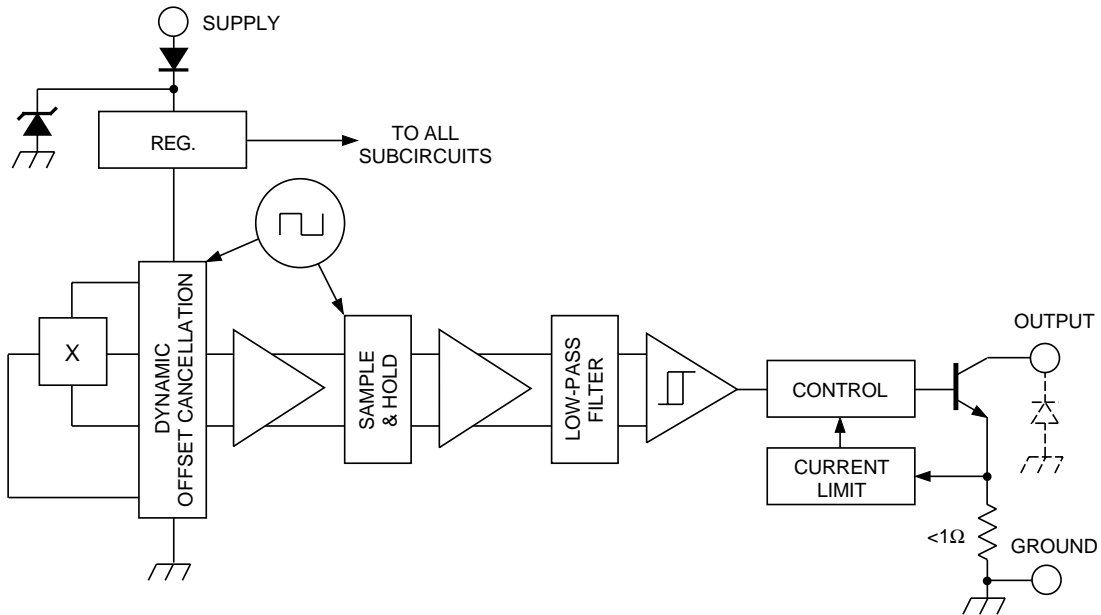 SUPPLY
REG.
TO ALL
SUBCIRCUITS
X
DYNAMIC
OFFSET CANCELLATION
SAMPLE
& HOLD
LOW-PASS
FILTER
CONTROL
CURRENT
LIMIT
OUTPUT
<1Ω
GROUND